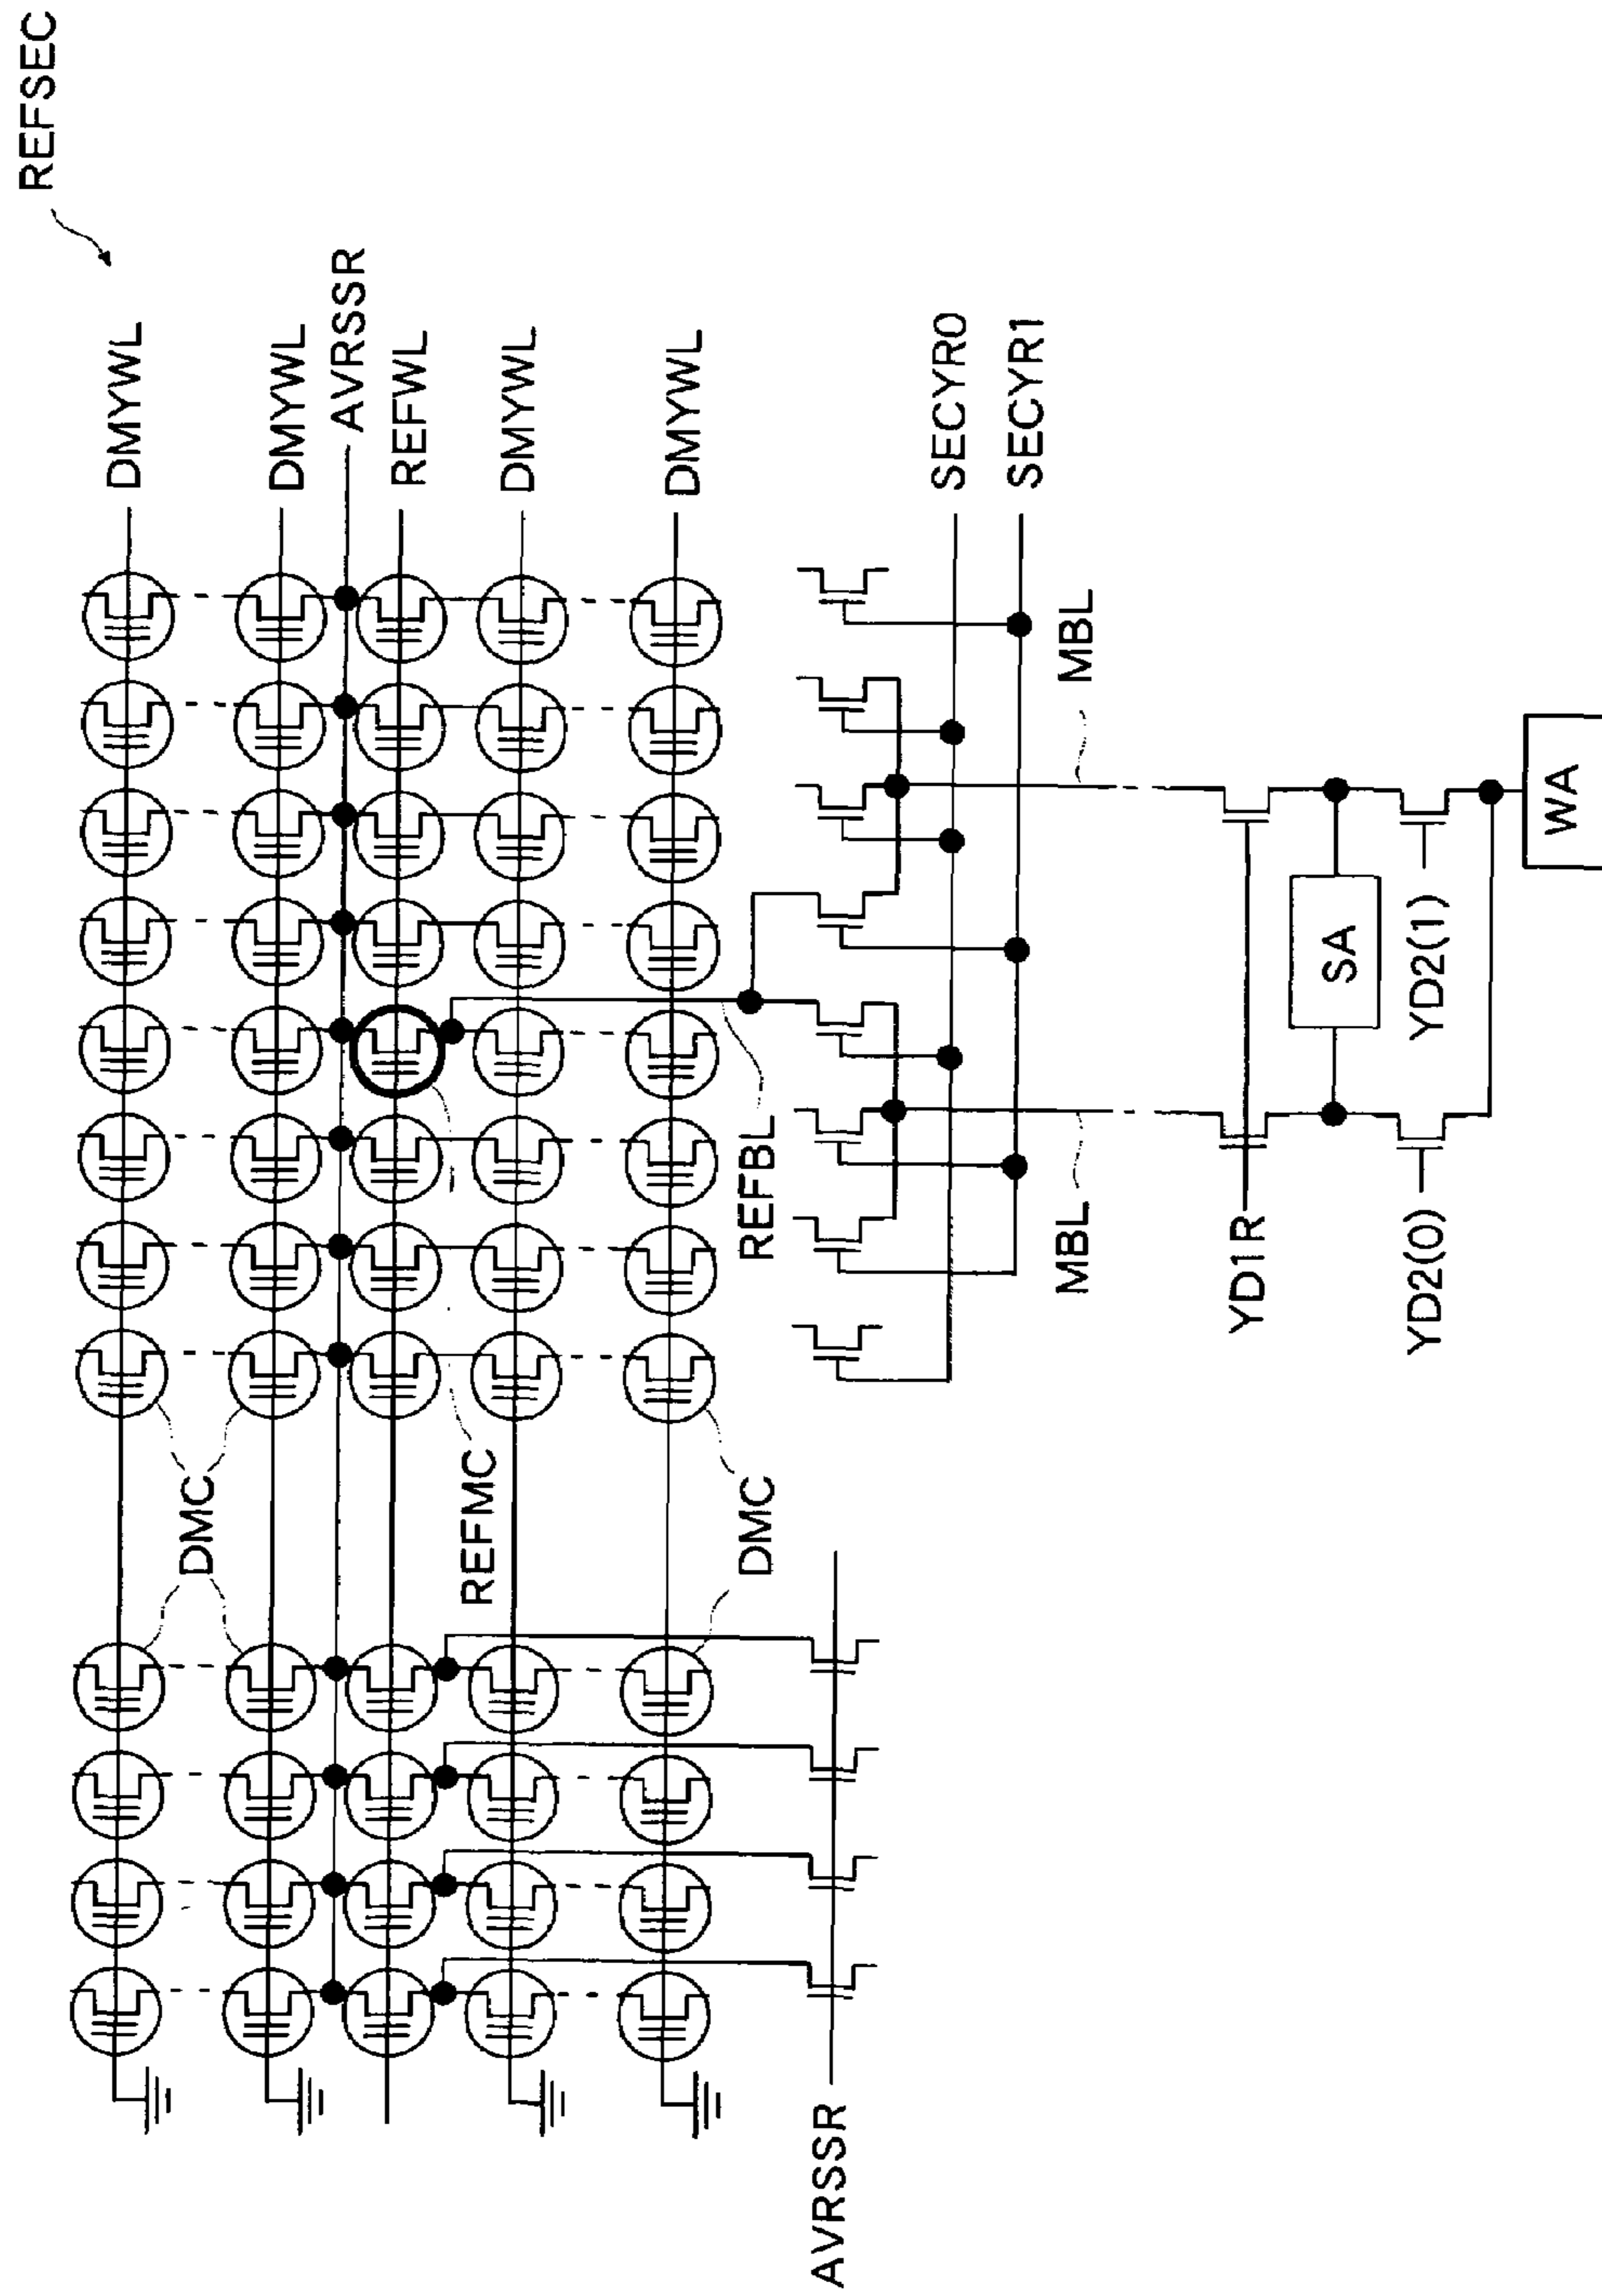 REFSEC
DMYWL
DMYWL
AVRSSR
REFWL
DMYWL
DMYWL
SECYR0
SECYR1
DMC
REFMC
DMC
REFBL
MBL
MBL
YD1R
SA
YD2(0)
YD2(1)
WA
AVRSSR